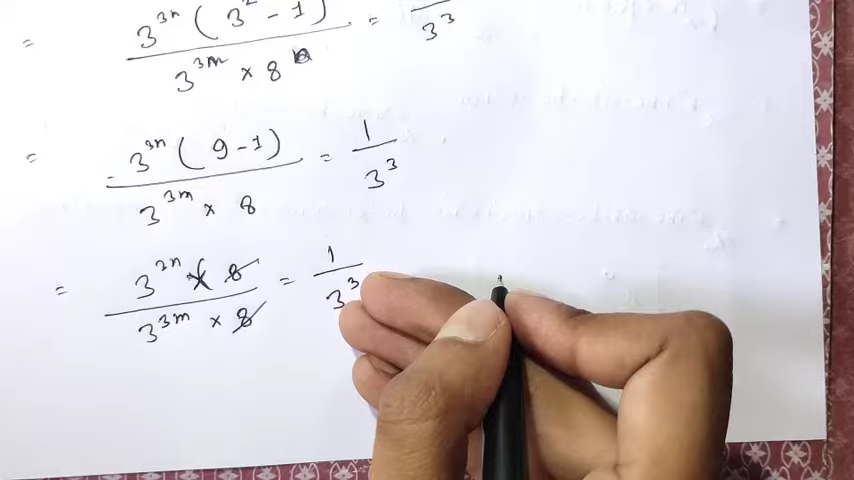 = 3^{3n} ( 3^2 - 1 ) / 3^{3m} × 8 = / 3^3
= 3^{3n} ( 9 - 1 ) / 3^{3m} × 8 = 1 / 3^3
= 3^{3n} × 8 / 3^{3m} × 8 = 1 / 3^3